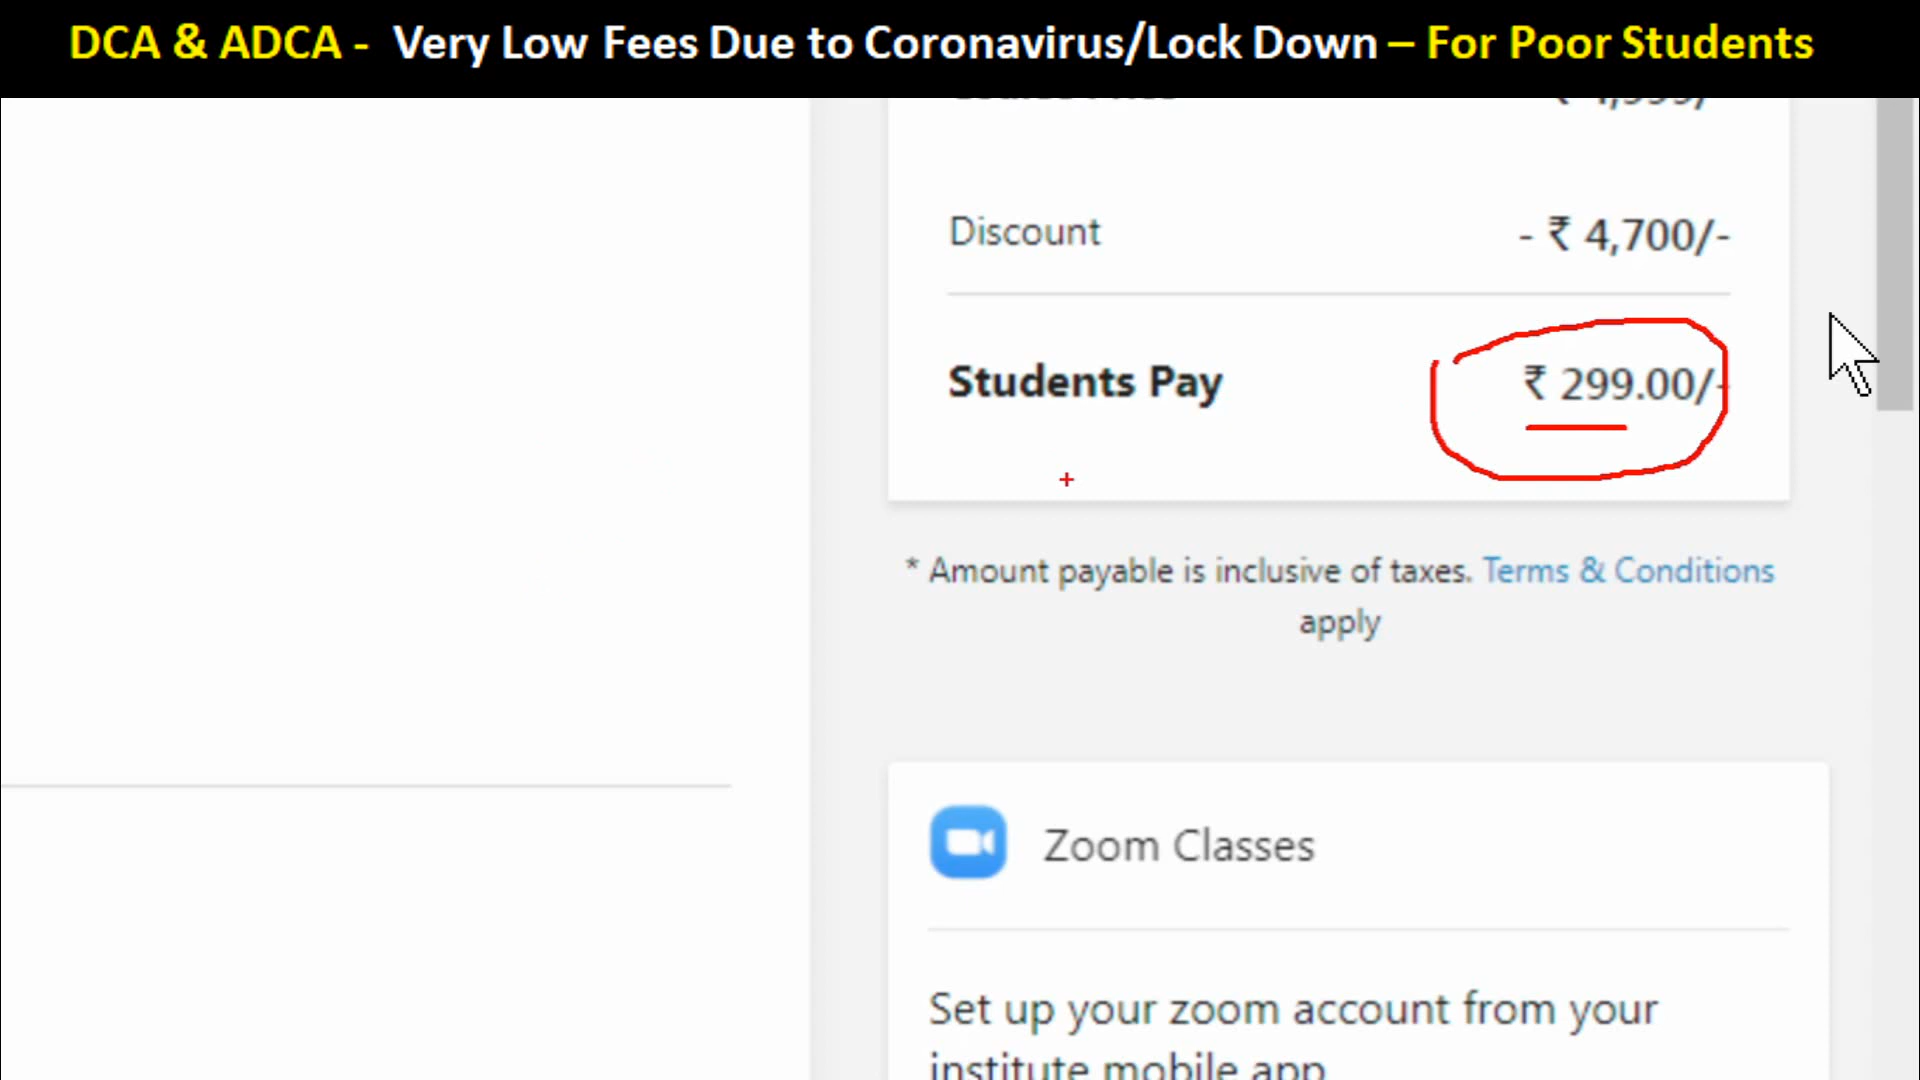 DCA & ADCA - Very Low Fees Due to Coronavirus/Lock Down – For Poor Students
Discount - ₹ 4,700/-
Students Pay ₹ 299.00/-
* Amount payable is inclusive of taxes. Terms & Conditions
apply
Zoom Classes
Set up your zoom account from your
institute mobile app